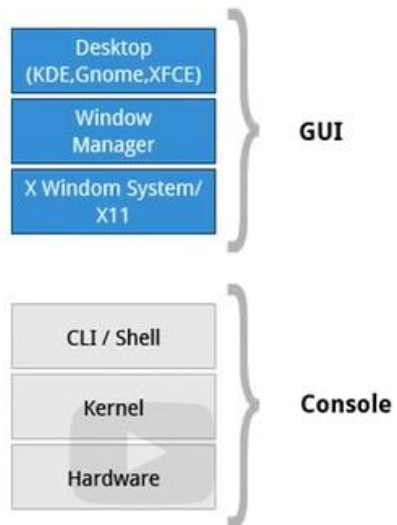 Desktop
(KDE,Gnome,XFCE)
Window
Manager
X Windom System/
X11
GUI
CLI / Shell
Kernel
Hardware
Console